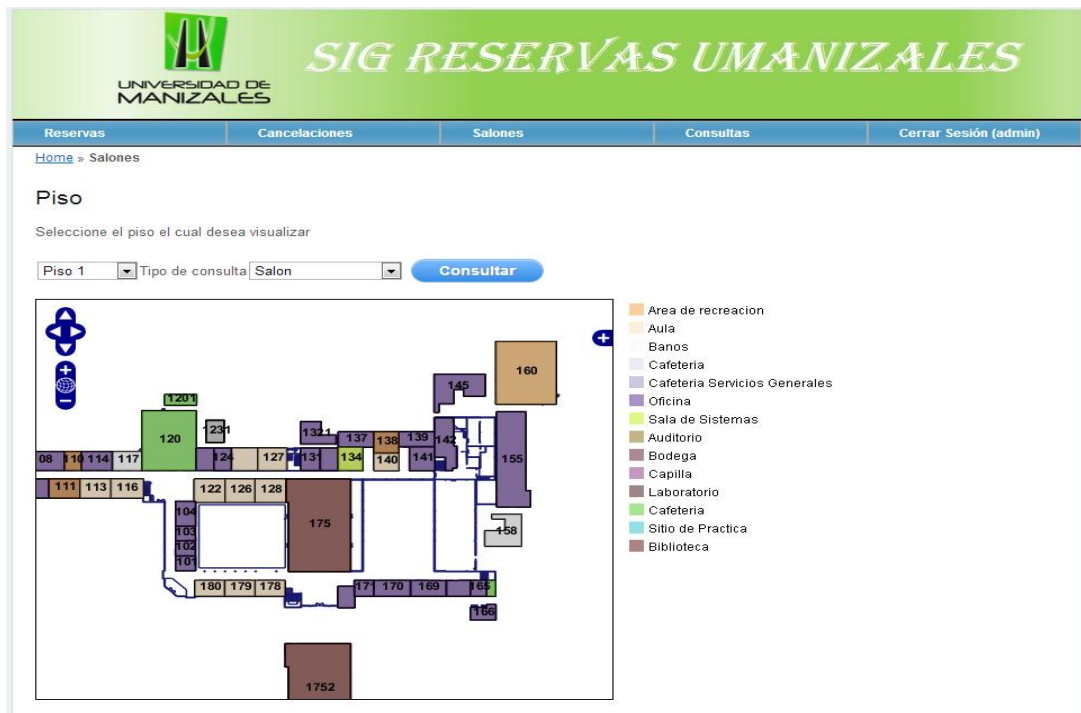 SIG RESERVAS UMANIZALES
UNIVERSIDAD DE
MANIZALES
Reservas Cancelaciones Salones Consultas Cerrar Sesión (admin)
Home » Salones
Piso
Seleccione el piso el cual desea visualizar
Piso 1 Tipo de consulta Salon Consultar
Area de recreacion
Aula
Banos
Cafeteria
Cafeteria Servicios Generales
Oficina
Sala de Sistemas
Auditorio
Bodega
Capilla
Laboratorio
Cafeteria
Sitio de Practica
Biblioteca
160
145
1201
120 1231 1321 137 138 139 142
08 110 114 117 124 127 131 134 140 141 155
111 113 116 122 126 128
104 175
103 158
102
101
180 179 178 171 170 169 165
166
1752